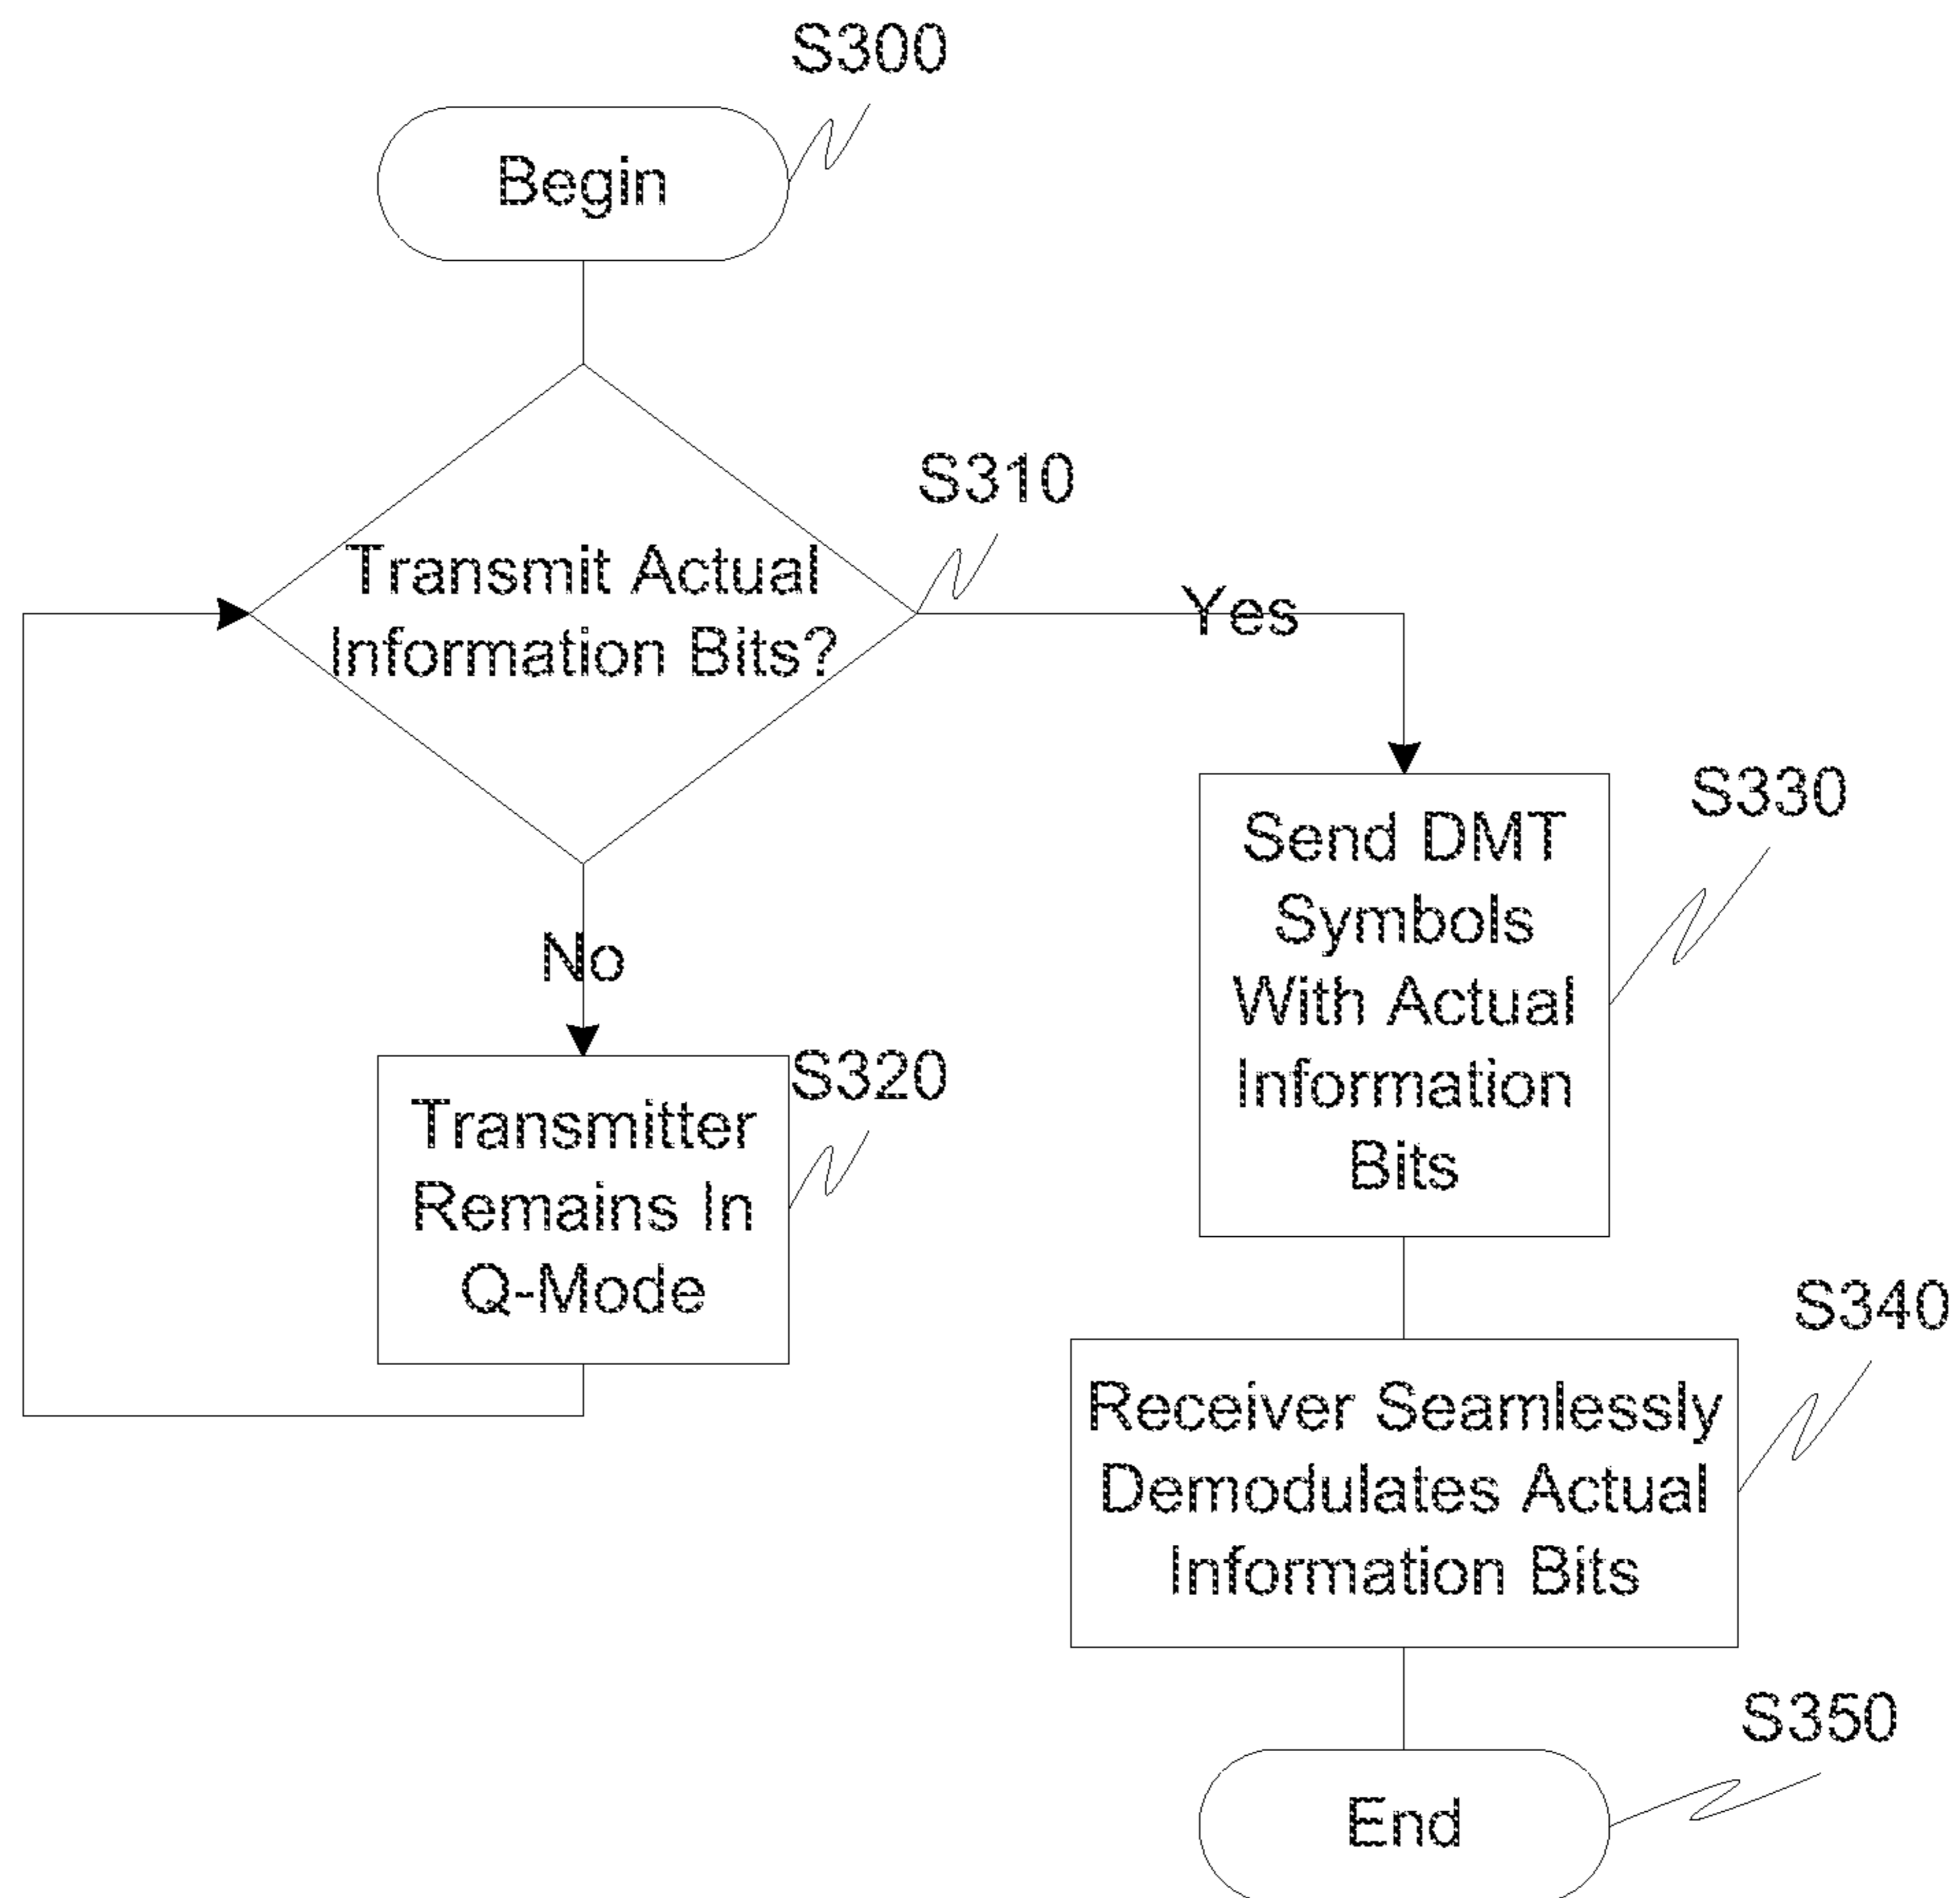 S300
Begin
S310
Transmit Actual
Information Bits?
Yes
No
S320
Transmitter
Remains In
Q-Mode
S330
Send DMT
Symbols
With Actual
Information
Bits
S340
Receiver Seamlessly
Demodulates Actual
Information Bits
S350
End